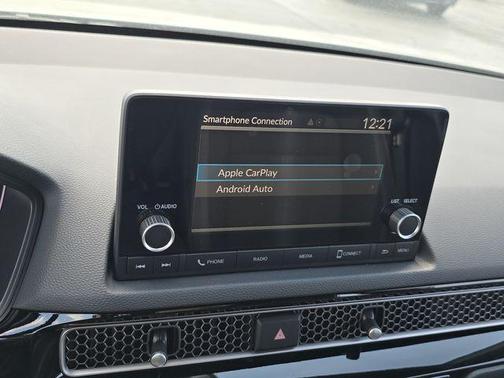 Smartphone Connection
12:21
Apple CarPlay
Android Auto
VOL AUDIO
LIST SELECT
PHONE RADIO MEDIA CONNECT MENU